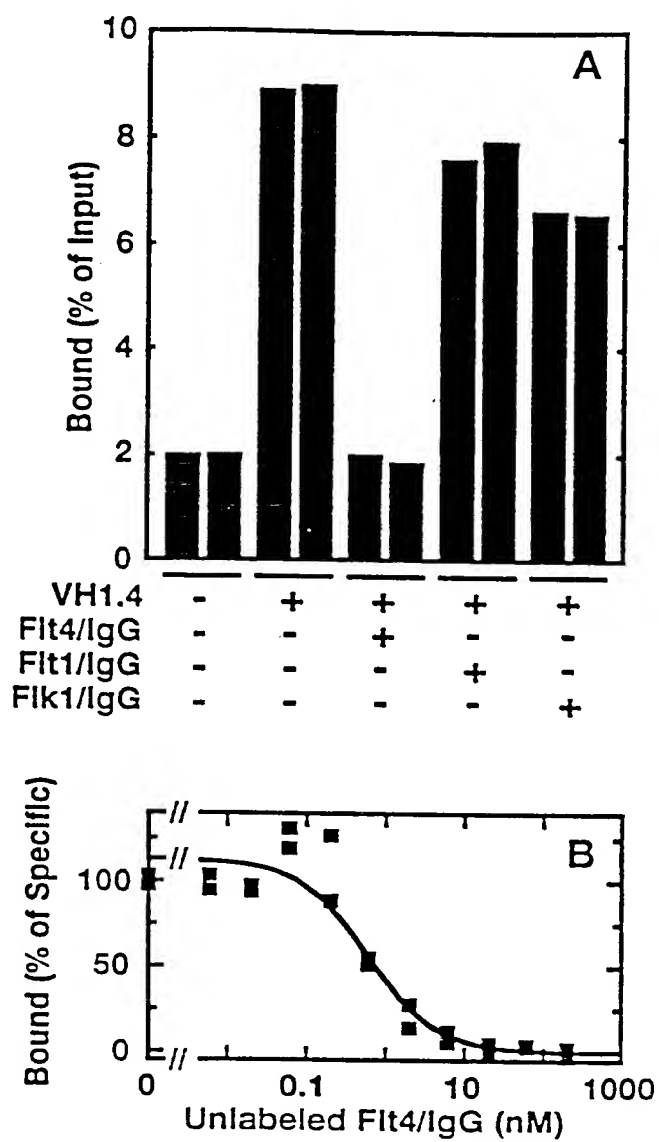 10
A
8
6
4
2
0
Bound (% of Input)
VH1.4 - + + + +
Flt4/IgG - - + - -
Flt1/IgG - - - + -
Flk1/IgG - - - - +
B
100
50
0
Bound (% of Specific)
0 0.1 10 1000
Unlabeled Flt4/IgG (nM)